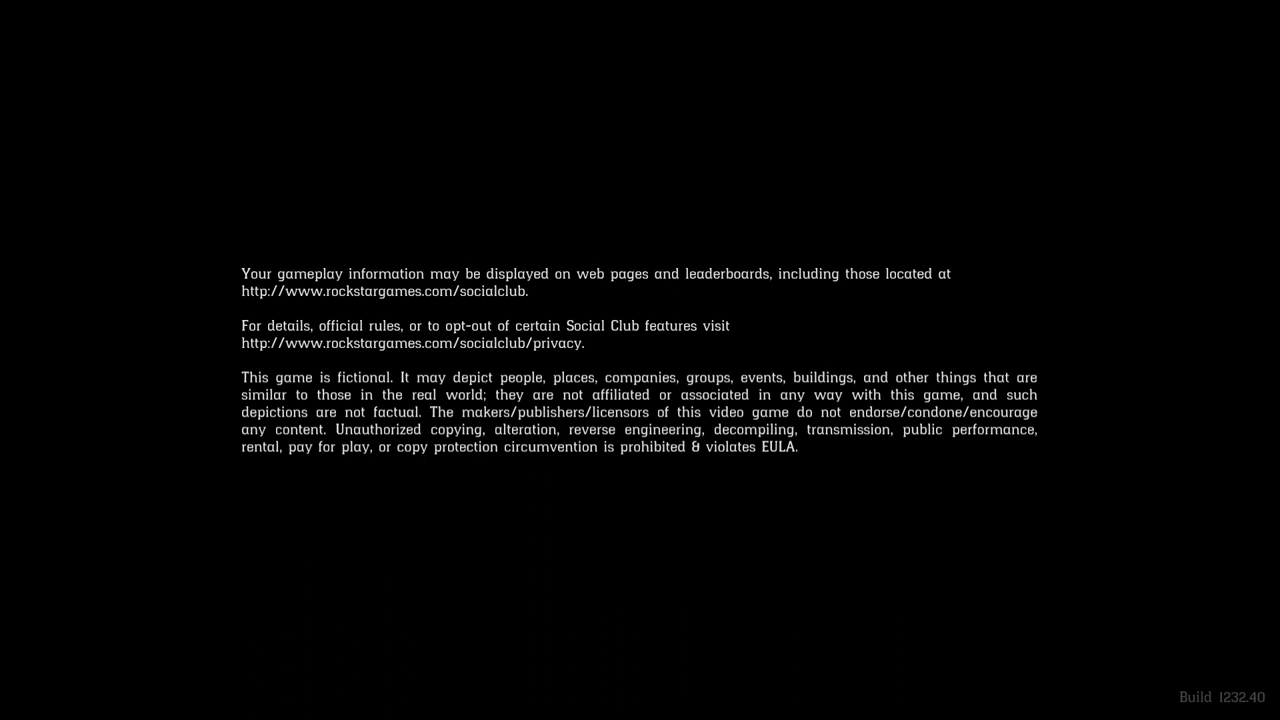 Your gameplay information may be displayed on web pages and leaderboards, including those located at
http://www.rockstargames.com/socialclub.
For details, official rules, or to opt-out of certain Social Club features visit
http://www.rockstargames.com/socialclub/privacy.
This game is fictional. It may depict people, places, companies, groups, events, buildings, and other things that are
similar to those in the real world; they are not affiliated or associated in any way with this game, and such
depictions are not factual. The makers/publishers/licensors of this video game do not endorse/condone/encourage
any content. Unauthorized copying, alteration, reverse engineering, decompiling, transmission, public performance,
rental, pay for play, or copy protection circumvention is prohibited & violates EULA.
Build 1232.40